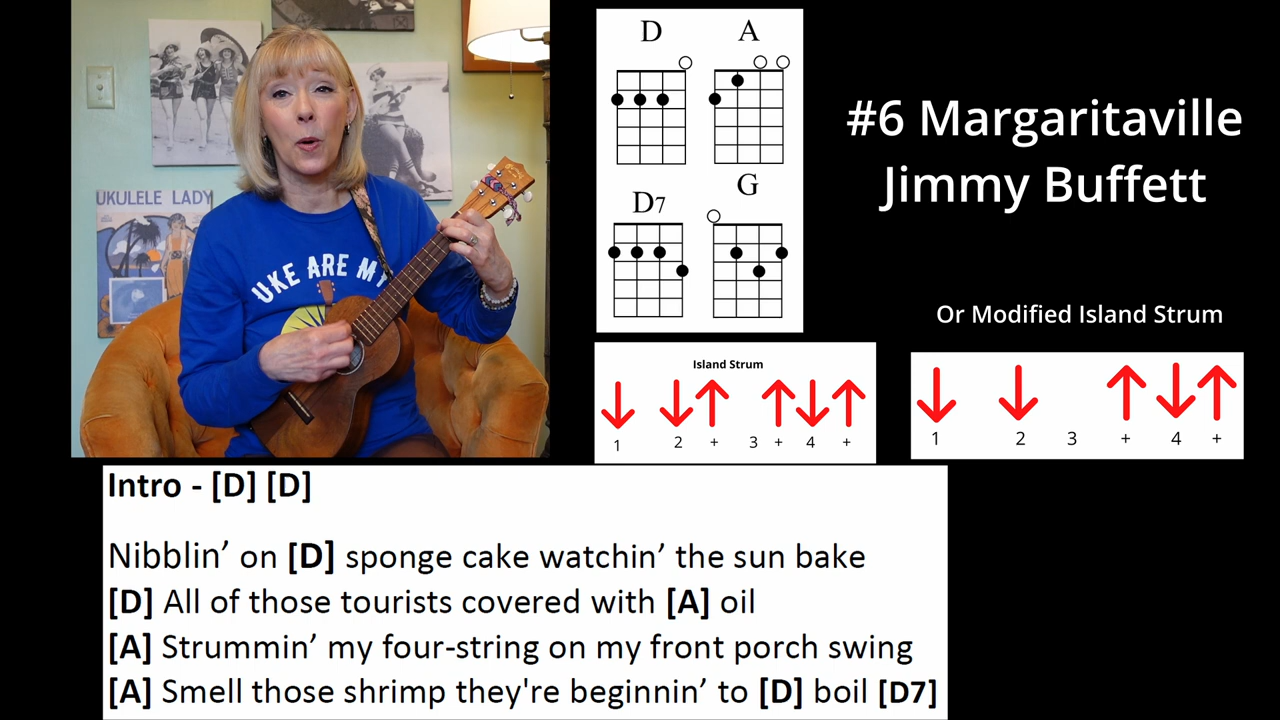 UKULELE LADY
UKE ARE MY
D A
D7 G
#6 Margaritaville
Jimmy Buffett
Or Modified Island Strum
Island Strum
1 2 + 3 + 4 +
1 2 3 + 4 +
Intro - [D] [D]
Nibblin’ on [D] sponge cake watchin’ the sun bake
[D] All of those tourists covered with [A] oil
[A] Strummin’ my four-string on my front porch swing
[A] Smell those shrimp they're beginnin’ to [D] boil [D7]